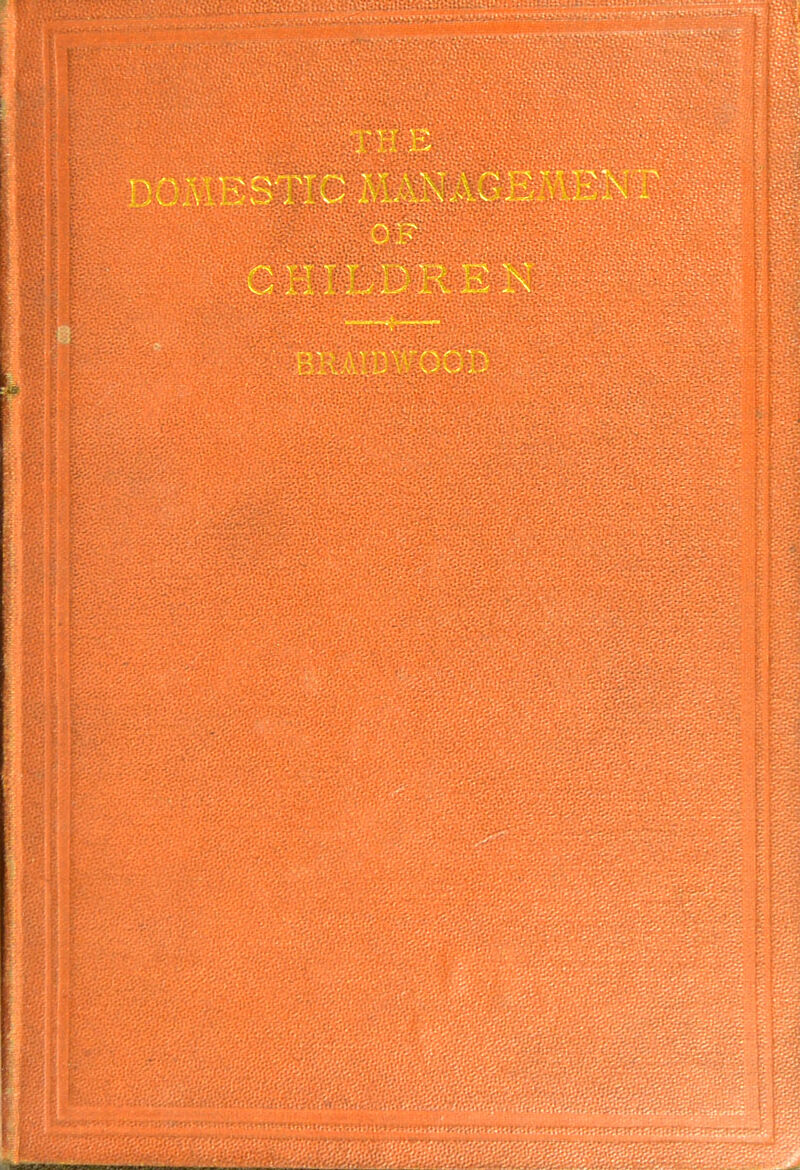 THE
DOMESTIC MANAGEMENT
OF
CHILDREN
BRAIDWOOD